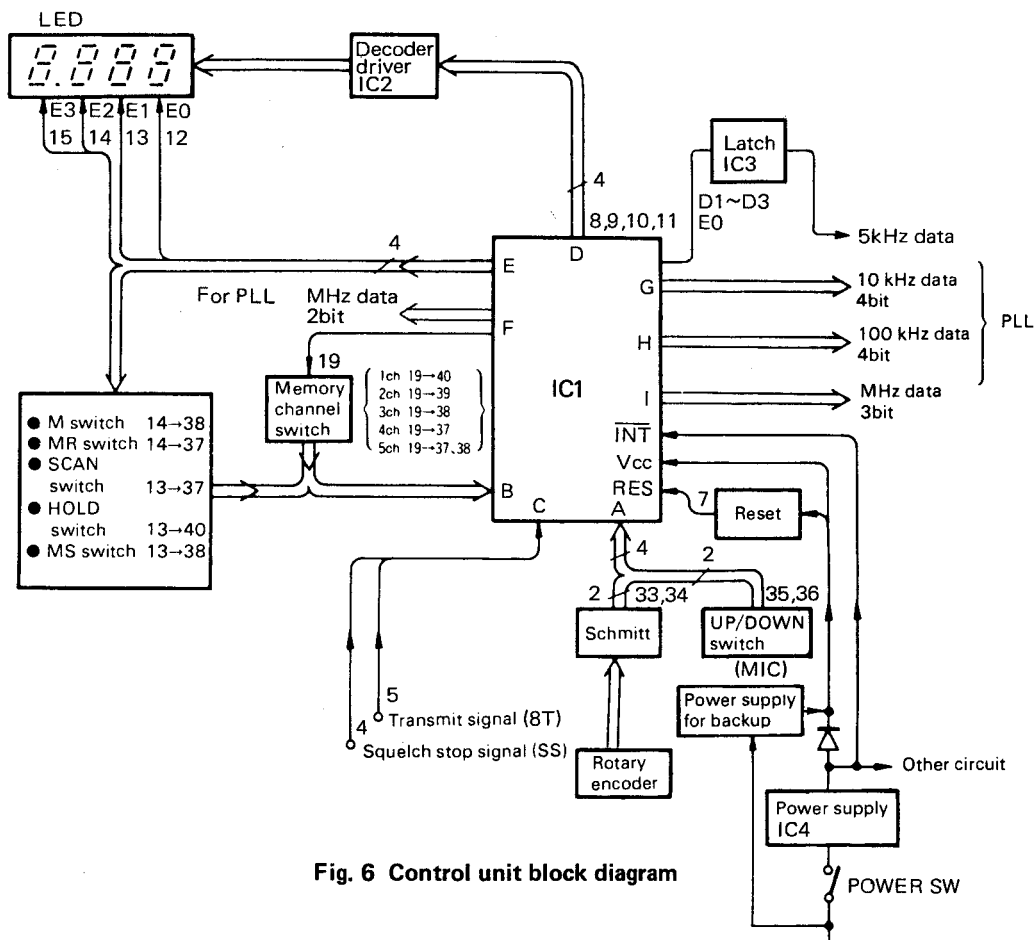 LED
8.888
E3 E2 E1 E0
15 14 13 12
Decoder
driver
IC2
4
8,9,10,11
Latch
IC3
D1~D3
E0
5kHz data
D
E
4
For PLL
MHz data
2bit
F
G
10 kHz data
4bit
H
100 kHz data
4bit
PLL
I
MHz data
3bit
IC1
19
Memory
channel
switch
1ch 19→40
2ch 19→39
3ch 19→38
4ch 19→37
5ch 19→37,38
● M switch 14→38
● MR switch 14→37
● SCAN
switch 13→37
● HOLD
switch 13→40
● MS switch 13→38
INT
Vcc
RES
B
C
A
7
Reset
4
2
2
33,34
35,36
Schmitt
UP/DOWN
switch
(MIC)
5
Transmit signal (8T)
4
Squelch stop signal (SS)
Rotary
encoder
Power supply
for backup
Other circuit
Power supply
IC4
POWER SW
Fig. 6 Control unit block diagram